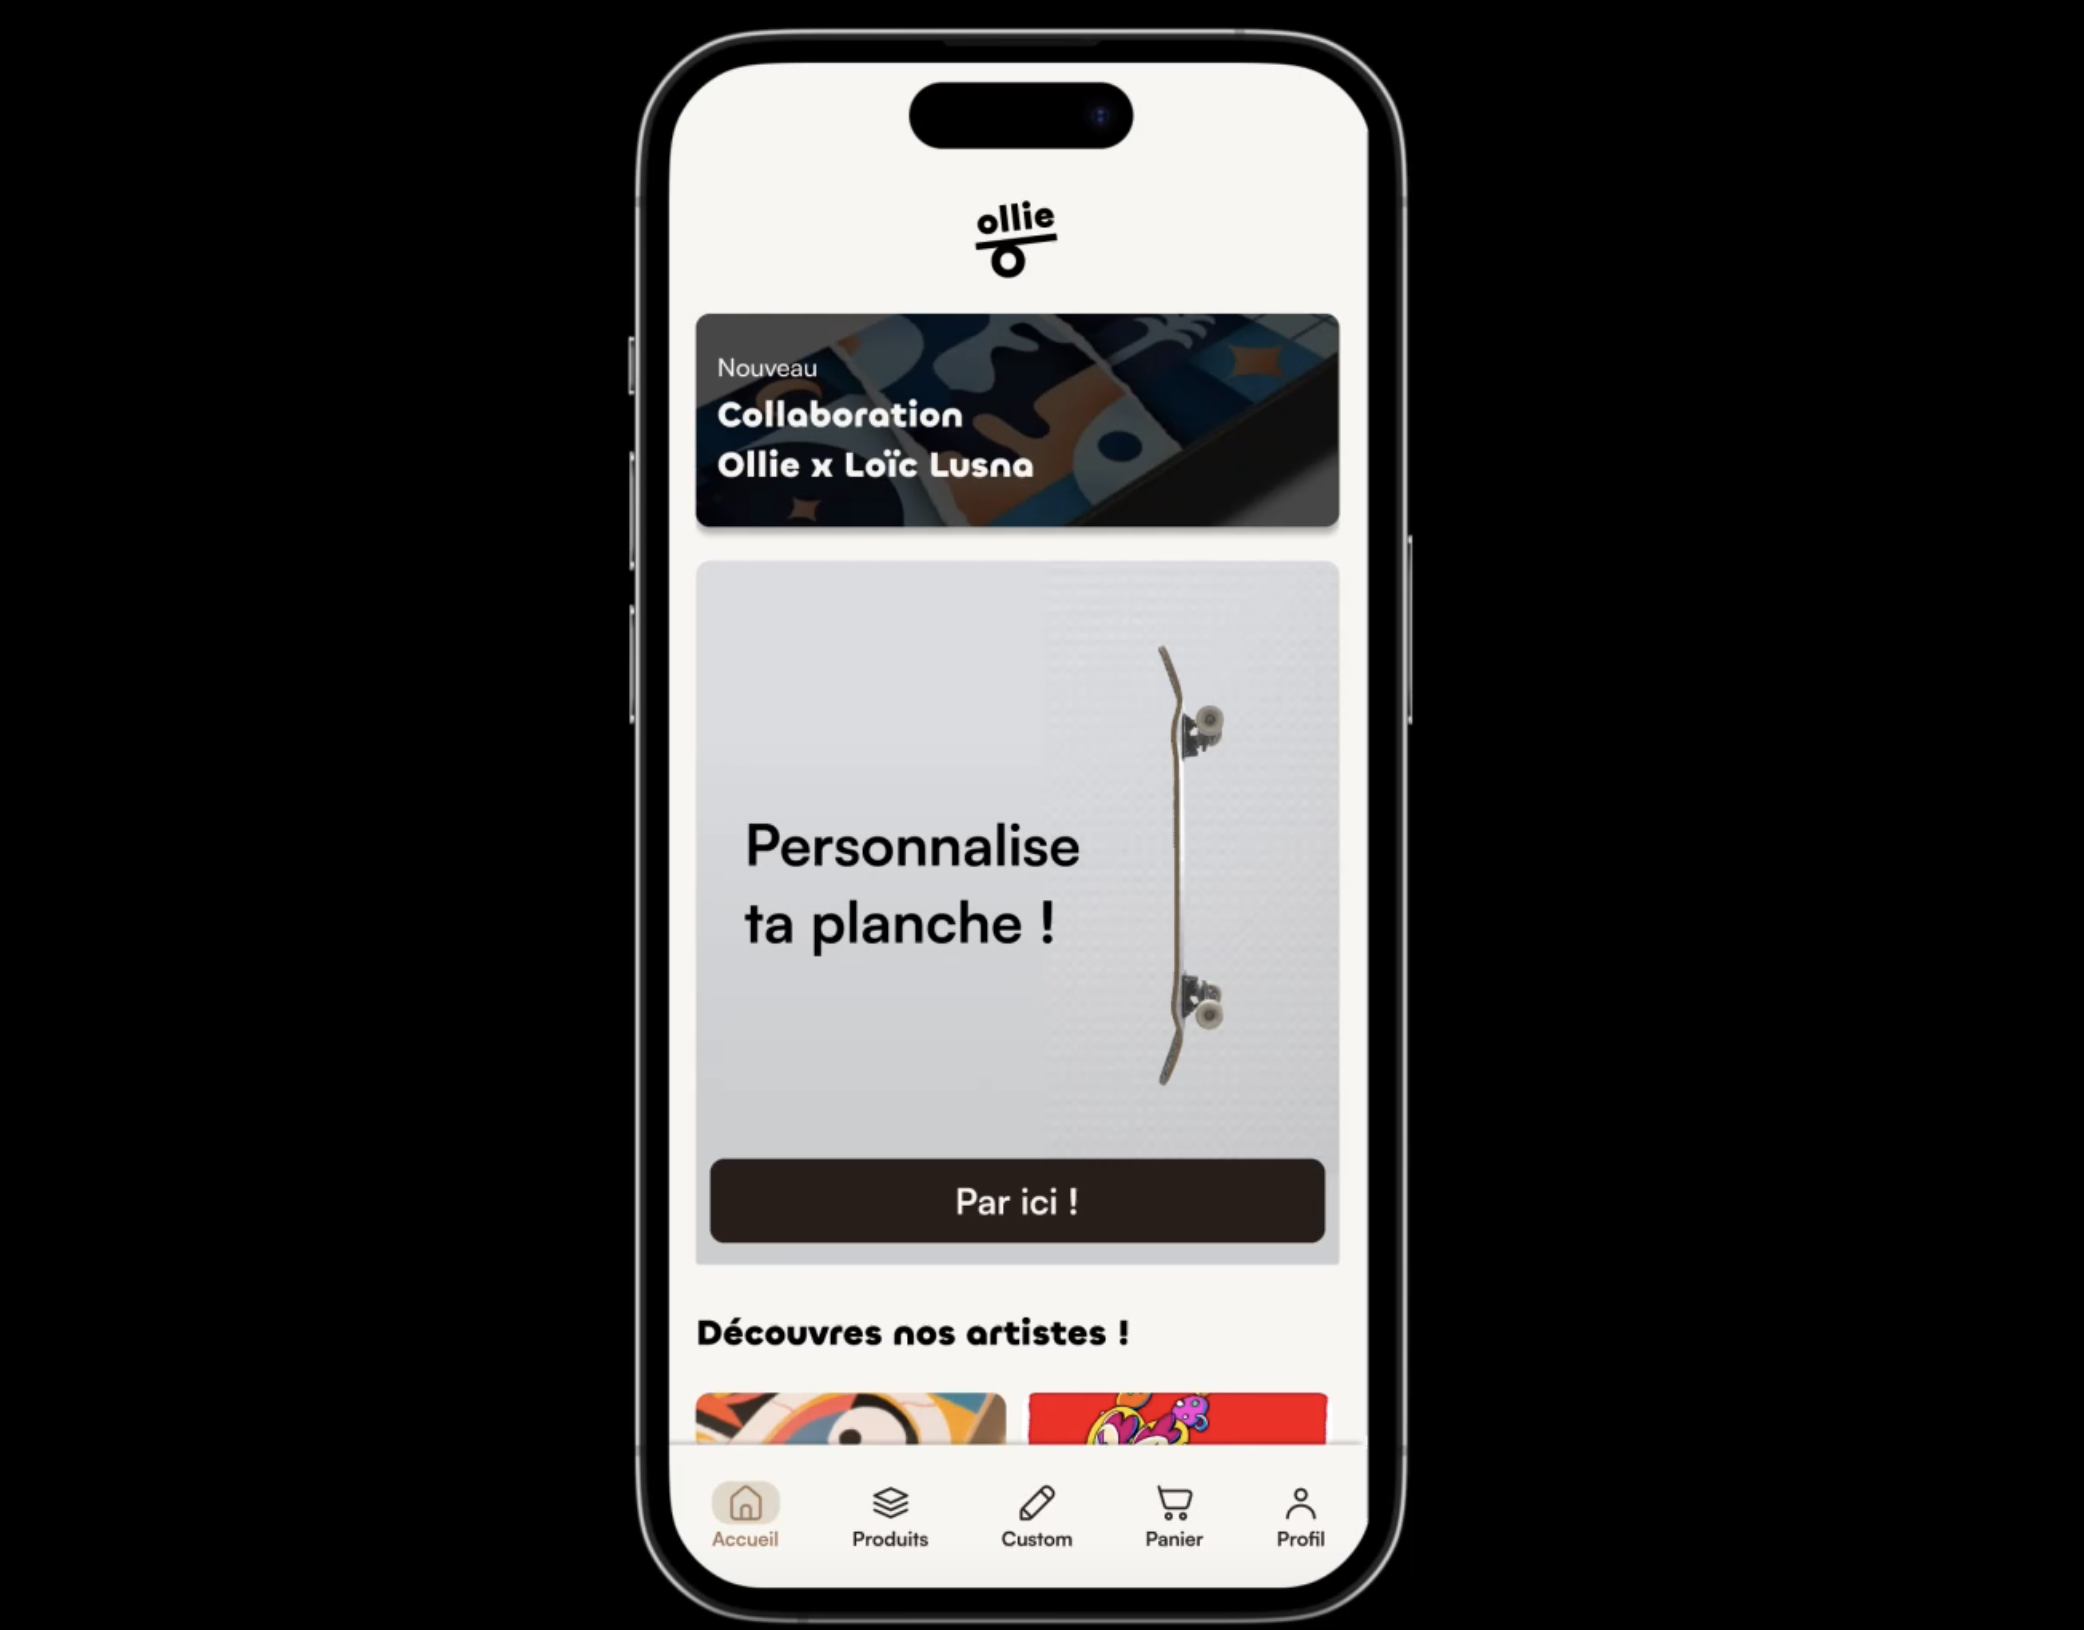 ollie
Nouveau
Collaboration
Ollie x Loïc Lusna
Personnalise
ta planche !
Par ici !
Découvres nos artistes !
Accueil
Produits
Custom
Panier
Profil